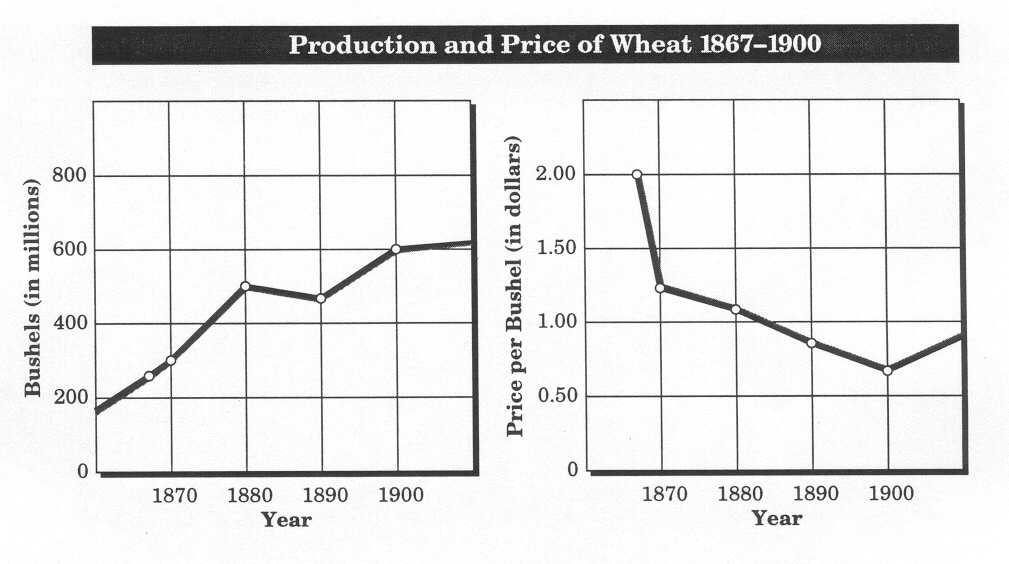 Production and Price of Wheat 1867–1900
Bushels (in millions)
800
600
400
200
0
1870 1880 1890 1900
Year
Price per Bushel (in dollars)
2.00
1.50
1.00
0.50
0
1870 1880 1890 1900
Year